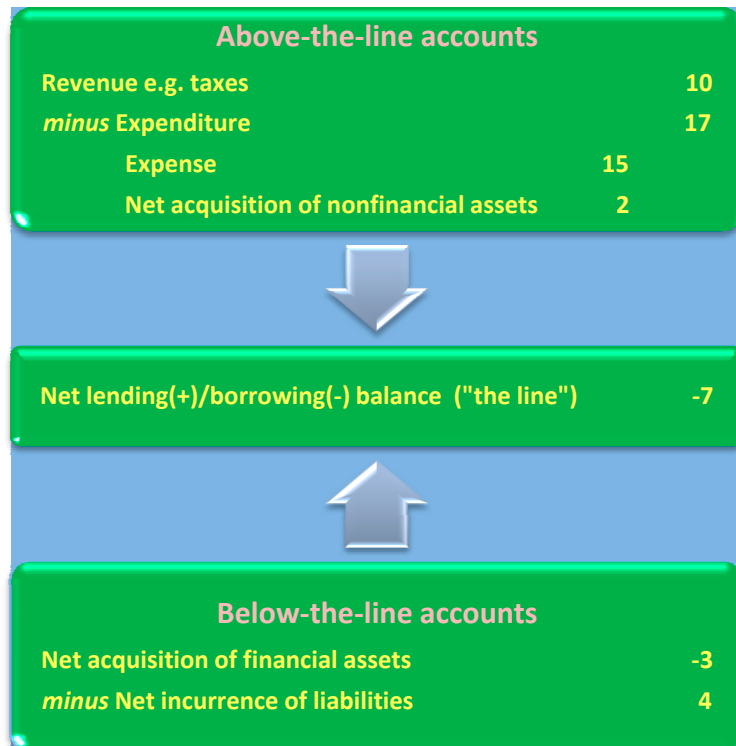 Above-the-line accounts
Revenue e.g. taxes 10
minus Expenditure 17
Expense 15
Net acquisition of nonfinancial assets 2
Net lending(+)/borrowing(-) balance ("the line") -7
Below-the-line accounts
Net acquisition of financial assets -3
minus Net incurrence of liabilities 4